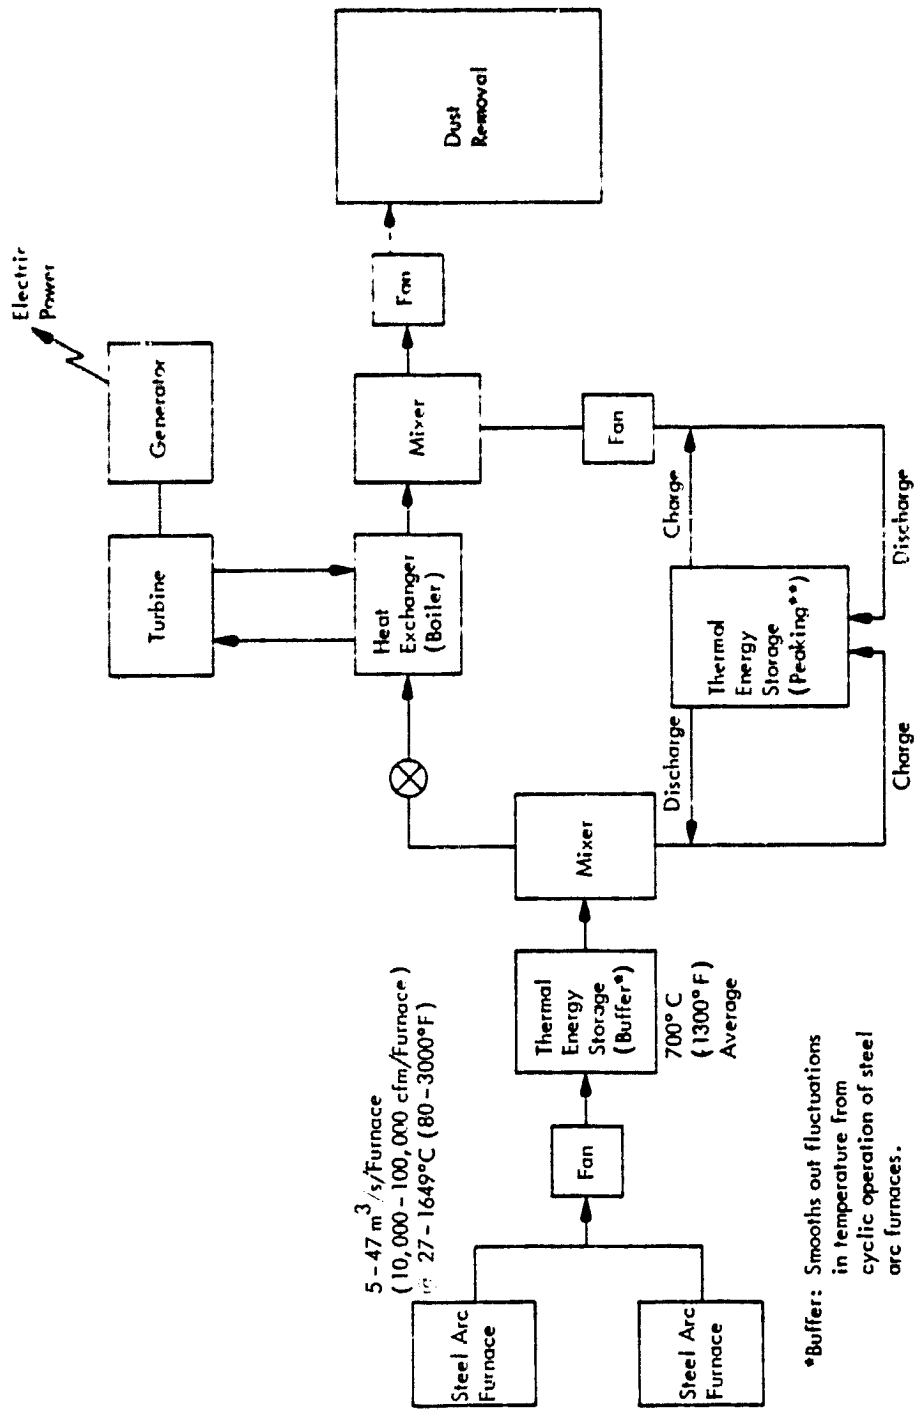 Electric
Power
Turbine
Generator
Heat
Exchanger
(Boiler)
Mixer
Fan
Dust
Removal
5-47 m³/s/Furnace
(10,000-100,000 cfm/Furnace)
27-1649°C (80-3000°F)
Steel Arc
Furnace
Steel Arc
Furnace
Fan
Thermal
Energy
Storage
(Buffer*)
700°C
(1300°F)
Average
Mixer
Discharge
Charge
Thermal
Energy
Storage
(Peaking**)
Charge
Discharge
Fan
*Buffer: Smooths out fluctuations
in temperature from
cyclic operation of steel
arc furnaces.